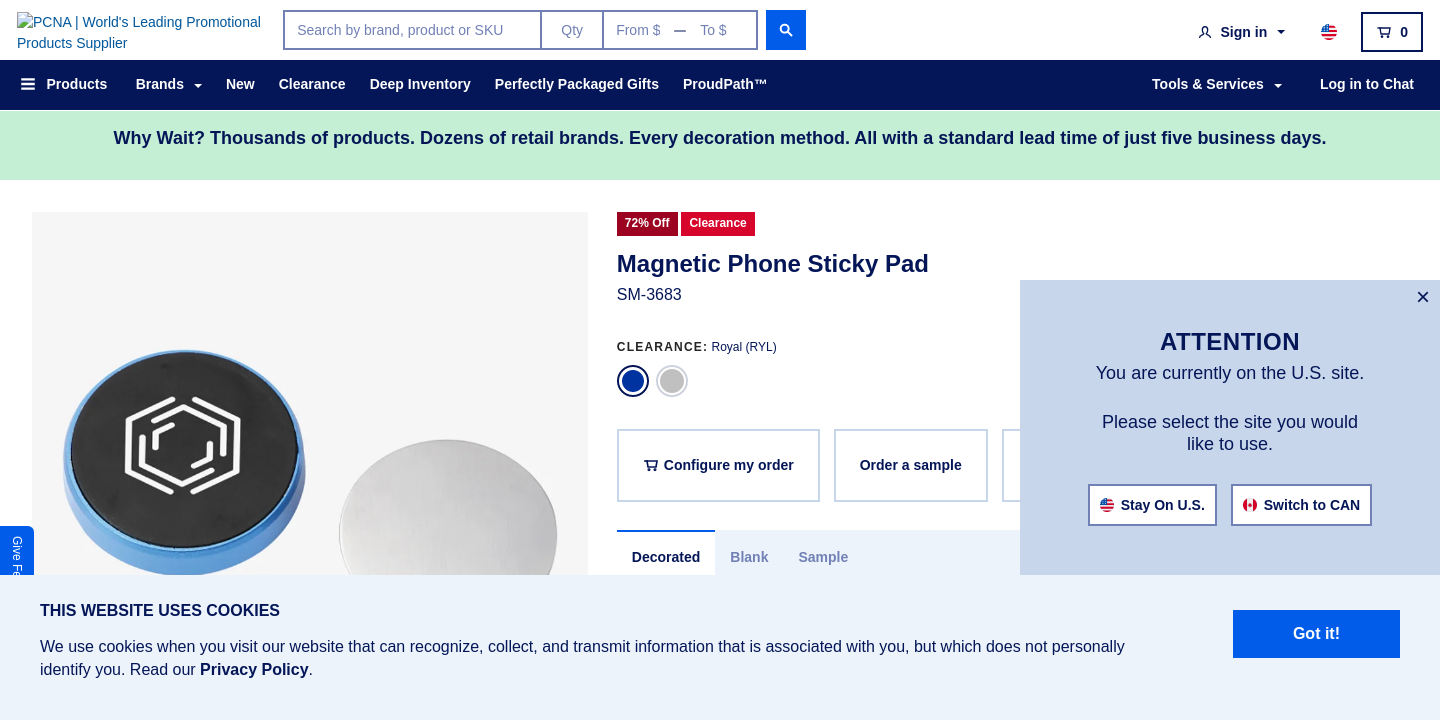 PCNA | World's Leading Promotional
Products Supplier
Search by brand, product or SKU
Qty
From $ — To $
Sign in
0
Products
Brands
New
Clearance
Deep Inventory
Perfectly Packaged Gifts
ProudPath™
Tools & Services
Log in to Chat
Why Wait? Thousands of products. Dozens of retail brands. Every decoration method. All with a standard lead time of just five business days.
72% Off
Clearance
Magnetic Phone Sticky Pad
SM-3683
CLEARANCE: Royal (RYL)
Configure my order
Order a sample
Decorated
Blank
Sample
×
ATTENTION
You are currently on the U.S. site.
Please select the site you would
like to use.
Stay On U.S.
Switch to CAN
Give
THIS WEBSITE USES COOKIES
We use cookies when you visit our website that can recognize, collect, and transmit information that is associated with you, but which does not personally
identify you. Read our Privacy Policy.
Got it!